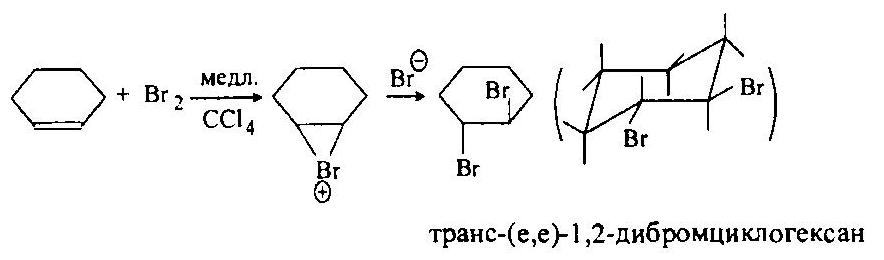 + Br2 медл. CCl4 Br⊕ Br⊖ Br Br ( Br Br )
транс-(e,e)-1,2-дибромциклогексан